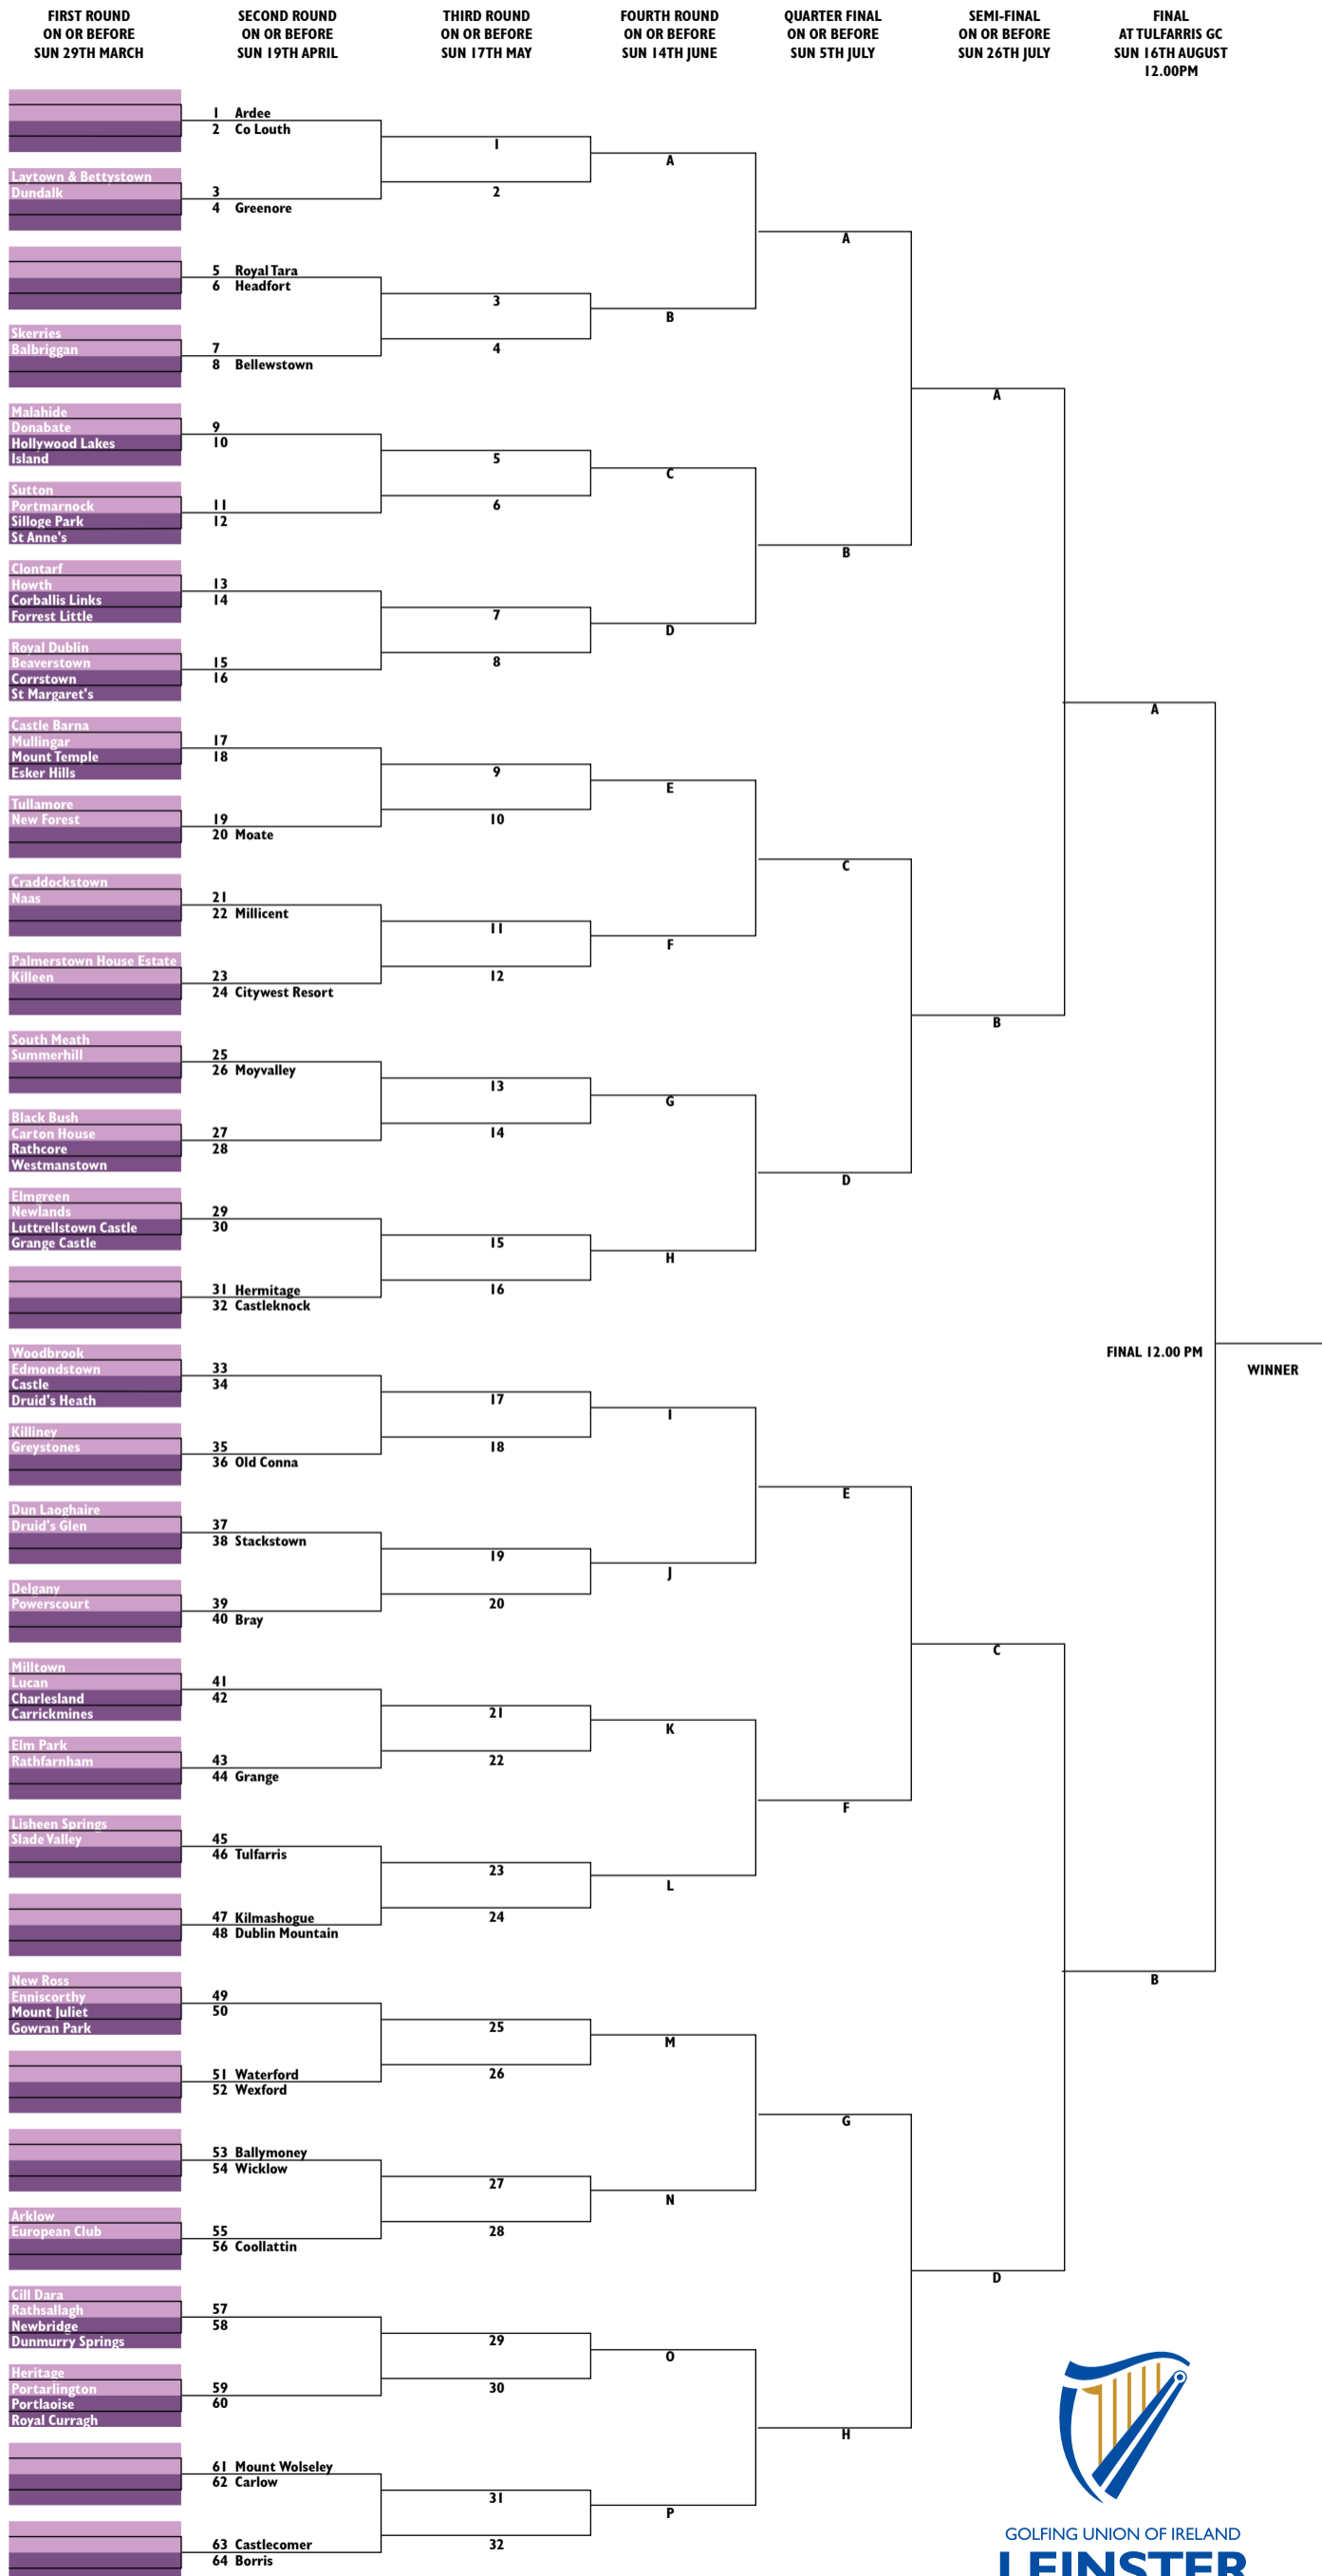 FIRST ROUND
ON OR BEFORE
SUN 29TH MARCH
SECOND ROUND
ON OR BEFORE
SUN 19TH APRIL
THIRD ROUND
ON OR BEFORE
SUN 17TH MAY
FOURTH ROUND
ON OR BEFORE
SUN 14TH JUNE
QUARTER FINAL
ON OR BEFORE
SUN 5TH JULY
SEMI-FINAL
ON OR BEFORE
SUN 26TH JULY
FINAL
AT TULFARRIS GC
SUN 16TH AUGUST
12.00PM
Laytown & Bettystown
Dundalk
Skerries
Balbriggan
Malahide
Donabate
Hollywood Lakes
Island
Sutton
Portmarnock
Silloge Park
St Anne's
Clontarf
Howth
Corballis Links
Forrest Little
Royal Dublin
Beaverstown
Corrstown
St Margaret's
Castle Barna
Mullingar
Mount Temple
Esker Hills
Tullamore
New Forest
Craddockstown
Naas
Palmerstown House Estate
Killeen
South Meath
Summerhill
Black Bush
Carton House
Rathcore
Westmanstown
Elmgreen
Newlands
Luttrellstown Castle
Grange Castle
Woodbrook
Edmondstown
Castle
Druid's Heath
Killiney
Greystones
Dun Laoghaire
Druid's Glen
Delgany
Powerscourt
Milltown
Lucan
Charlesland
Carrickmines
Elm Park
Rathfarnham
Lisheen Springs
Slade Valley
New Ross
Enniscorthy
Mount Juliet
Gowran Park
Arklow
European Club
Cill Dara
Rathsallagh
Newbridge
Dunmurry Springs
Heritage
Portarlington
Portlaoise
Royal Curragh
1 Ardee
2 Co Louth
3
4 Greenore
5 Royal Tara
6 Headfort
7
8 Bellewstown
9
10
11
12
13
14
15
16
17
18
19
20 Moate
21
22 Millicent
23
24 Citywest Resort
25
26 Moyvalley
27
28
29
30
31 Hermitage
32 Castleknock
33
34
35
36 Old Conna
37
38 Stackstown
39
40 Bray
41
42
43
44 Grange
45
46 Tulfarris
47 Kilmashogue
48 Dublin Mountain
49
50
51 Waterford
52 Wexford
53 Ballymoney
54 Wicklow
55
56 Coollattin
57
58
59
60
61 Mount Wolseley
62 Carlow
63 Castlecomer
64 Borris
1
2
3
4
5
6
7
8
9
10
11
12
13
14
15
16
17
18
19
20
21
22
23
24
25
26
27
28
29
30
31
32
A
B
C
D
E
F
G
H
I
J
K
L
M
N
O
P
A
B
C
D
E
F
G
H
A
B
C
D
A
B
FINAL 12.00 PM
WINNER
GOLFING UNION OF IRELAND
LEINSTER